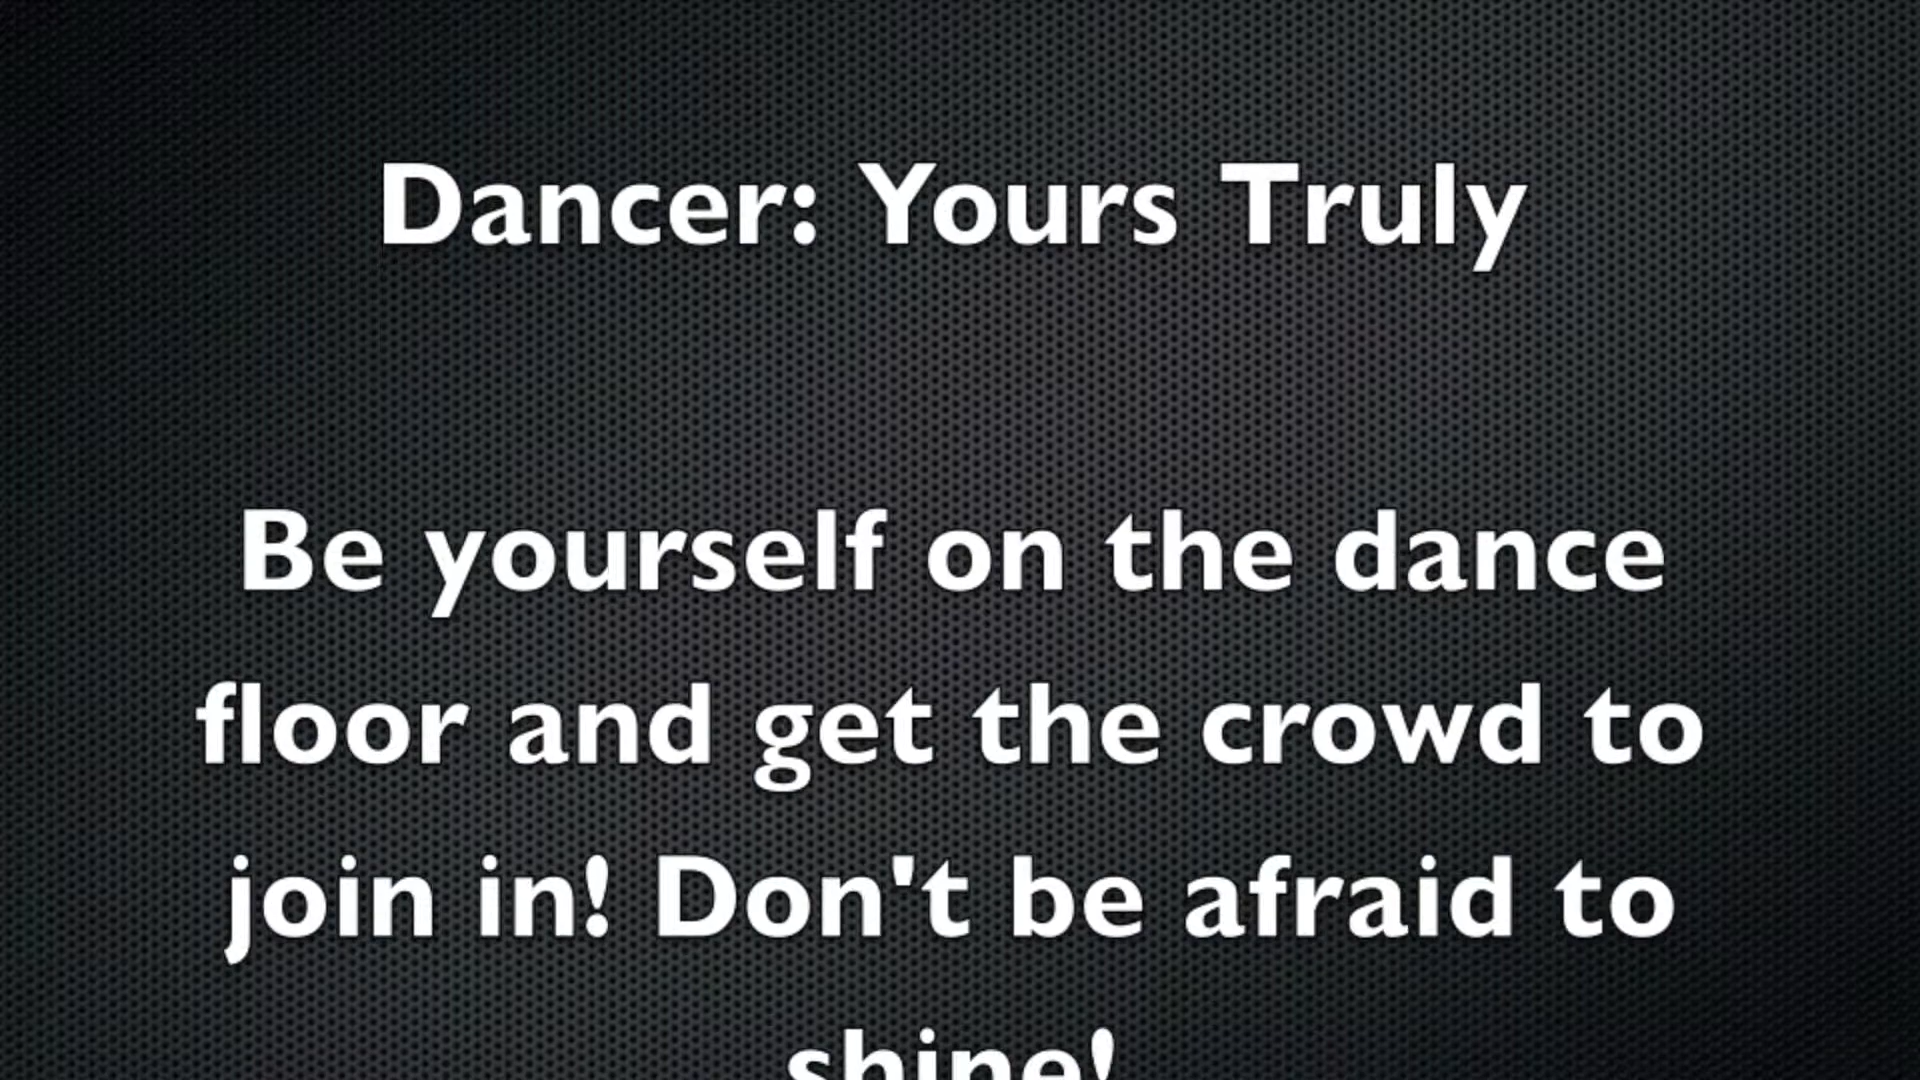 Dancer: Yours Truly
Be yourself on the dance
floor and get the crowd to
join in! Don't be afraid to
shine!